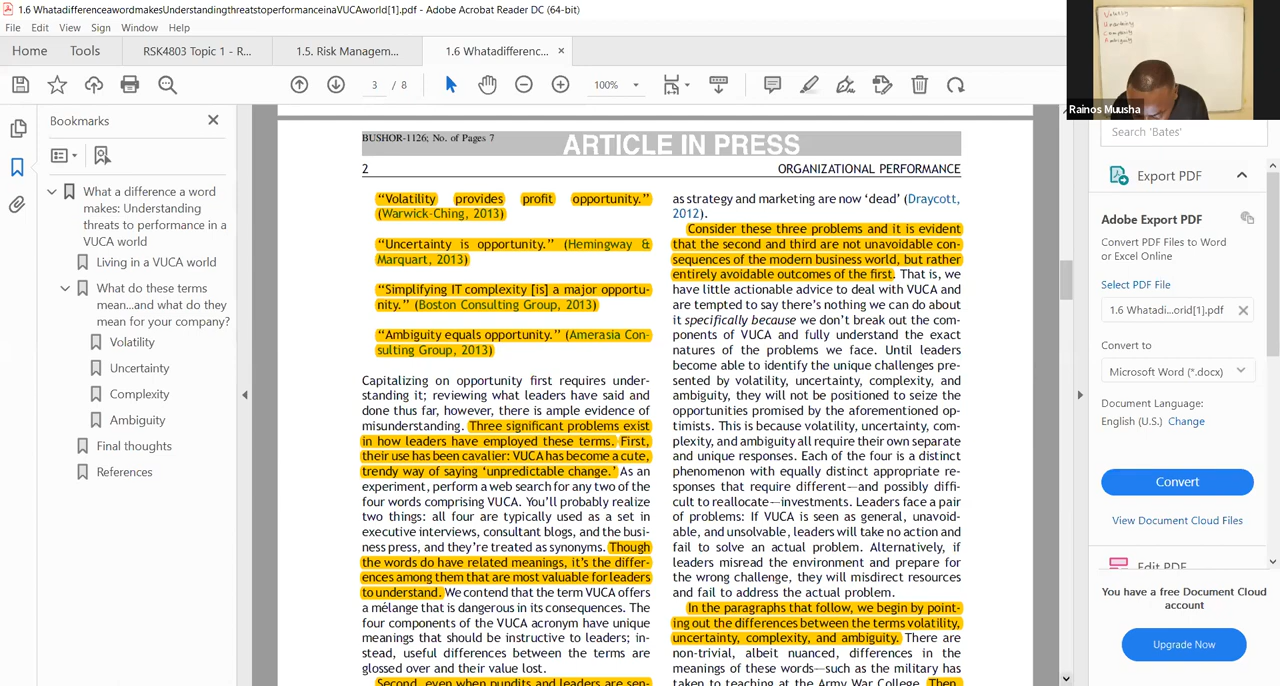 1.6 WhatadifferenceawordmakesUnderstandingthreatstoperformanceinaVUCAworld[1].pdf - Adobe Acrobat Reader DC (64-bit)
File Edit View Sign Window Help
Home Tools RSK4803 Topic 1 - R... 1.5. Risk Managem... 1.6 Whatadifferenc... ×
3 / 8 100%
Volatility
Uncertainty
Complexity
Ambiguity
Rainos Muusha
Bookmarks
What a difference a word
makes: Understanding
threats to performance in a
VUCA world
Living in a VUCA world
What do these terms
mean...and what do they
mean for your company?
Volatility
Uncertainty
Complexity
Ambiguity
Final thoughts
References
BUSHOR-1126; No. of Pages 7
ARTICLE IN PRESS
2 ORGANIZATIONAL PERFORMANCE
“Volatility provides profit opportunity.”
(Warwick-Ching, 2013)
“Uncertainty is opportunity.” (Hemingway &
Marquart, 2013)
“Simplifying IT complexity [is] a major opportu-
nity.” (Boston Consulting Group, 2013)
“Ambiguity equals opportunity.” (Amerasia Con-
sulting Group, 2013)
Capitalizing on opportunity first requires under-
standing it; reviewing what leaders have said and
done thus far, however, there is ample evidence of
misunderstanding. Three significant problems exist
in how leaders have employed these terms. First,
their use has been cavalier: VUCA has become a cute,
trendy way of saying ‘unpredictable change.’ As an
experiment, perform a web search for any two of the
four words comprising VUCA. You’ll probably realize
two things: all four are typically used as a set in
executive interviews, consultant blogs, and the busi-
ness press, and they’re treated as synonyms. Though
the words do have related meanings, it’s the differ-
ences among them that are most valuable for leaders
to understand. We contend that the term VUCA offers
a mélange that is dangerous in its consequences. The
four components of the VUCA acronym have unique
meanings that should be instructive to leaders; in-
stead, useful differences between the terms are
glossed over and their value lost.
Second, even when pundits and leaders are sen-
as strategy and marketing are now ‘dead’ (Draycott,
2012).
Consider these three problems and it is evident
that the second and third are not unavoidable con-
sequences of the modern business world, but rather
entirely avoidable outcomes of the first. That is, we
have little actionable advice to deal with VUCA and
are tempted to say there’s nothing we can do about
it specifically because we don’t break out the com-
ponents of VUCA and fully understand the exact
natures of the problems we face. Until leaders
become able to identify the unique challenges pre-
sented by volatility, uncertainty, complexity, and
ambiguity, they will not be positioned to seize the
opportunities promised by the aforementioned op-
timists. This is because volatility, uncertainty, com-
plexity, and ambiguity all require their own separate
and unique responses. Each of the four is a distinct
phenomenon with equally distinct appropriate re-
sponses that require different—and possibly diffi-
cult to reallocate—investments. Leaders face a pair
of problems: If VUCA is seen as general, unavoid-
able, and unsolvable, leaders will take no action and
fail to solve an actual problem. Alternatively, if
leaders misread the environment and prepare for
the wrong challenge, they will misdirect resources
and fail to address the actual problem.
In the paragraphs that follow, we begin by point-
ing out the differences between the terms volatility,
uncertainty, complexity, and ambiguity. There are
non-trivial, albeit nuanced, differences in the
meanings of these words—such as the military has
taken to teaching at the Army War College. Then,
Search 'Bates'
Export PDF
Adobe Export PDF
Convert PDF Files to Word
or Excel Online
Select PDF File
1.6 Whatadi...orld[1].pdf
Convert to
Microsoft Word (*.docx)
Document Language:
English (U.S.) Change
Convert
View Document Cloud Files
Edit PDF
You have a free Document Cloud
account
Upgrade Now